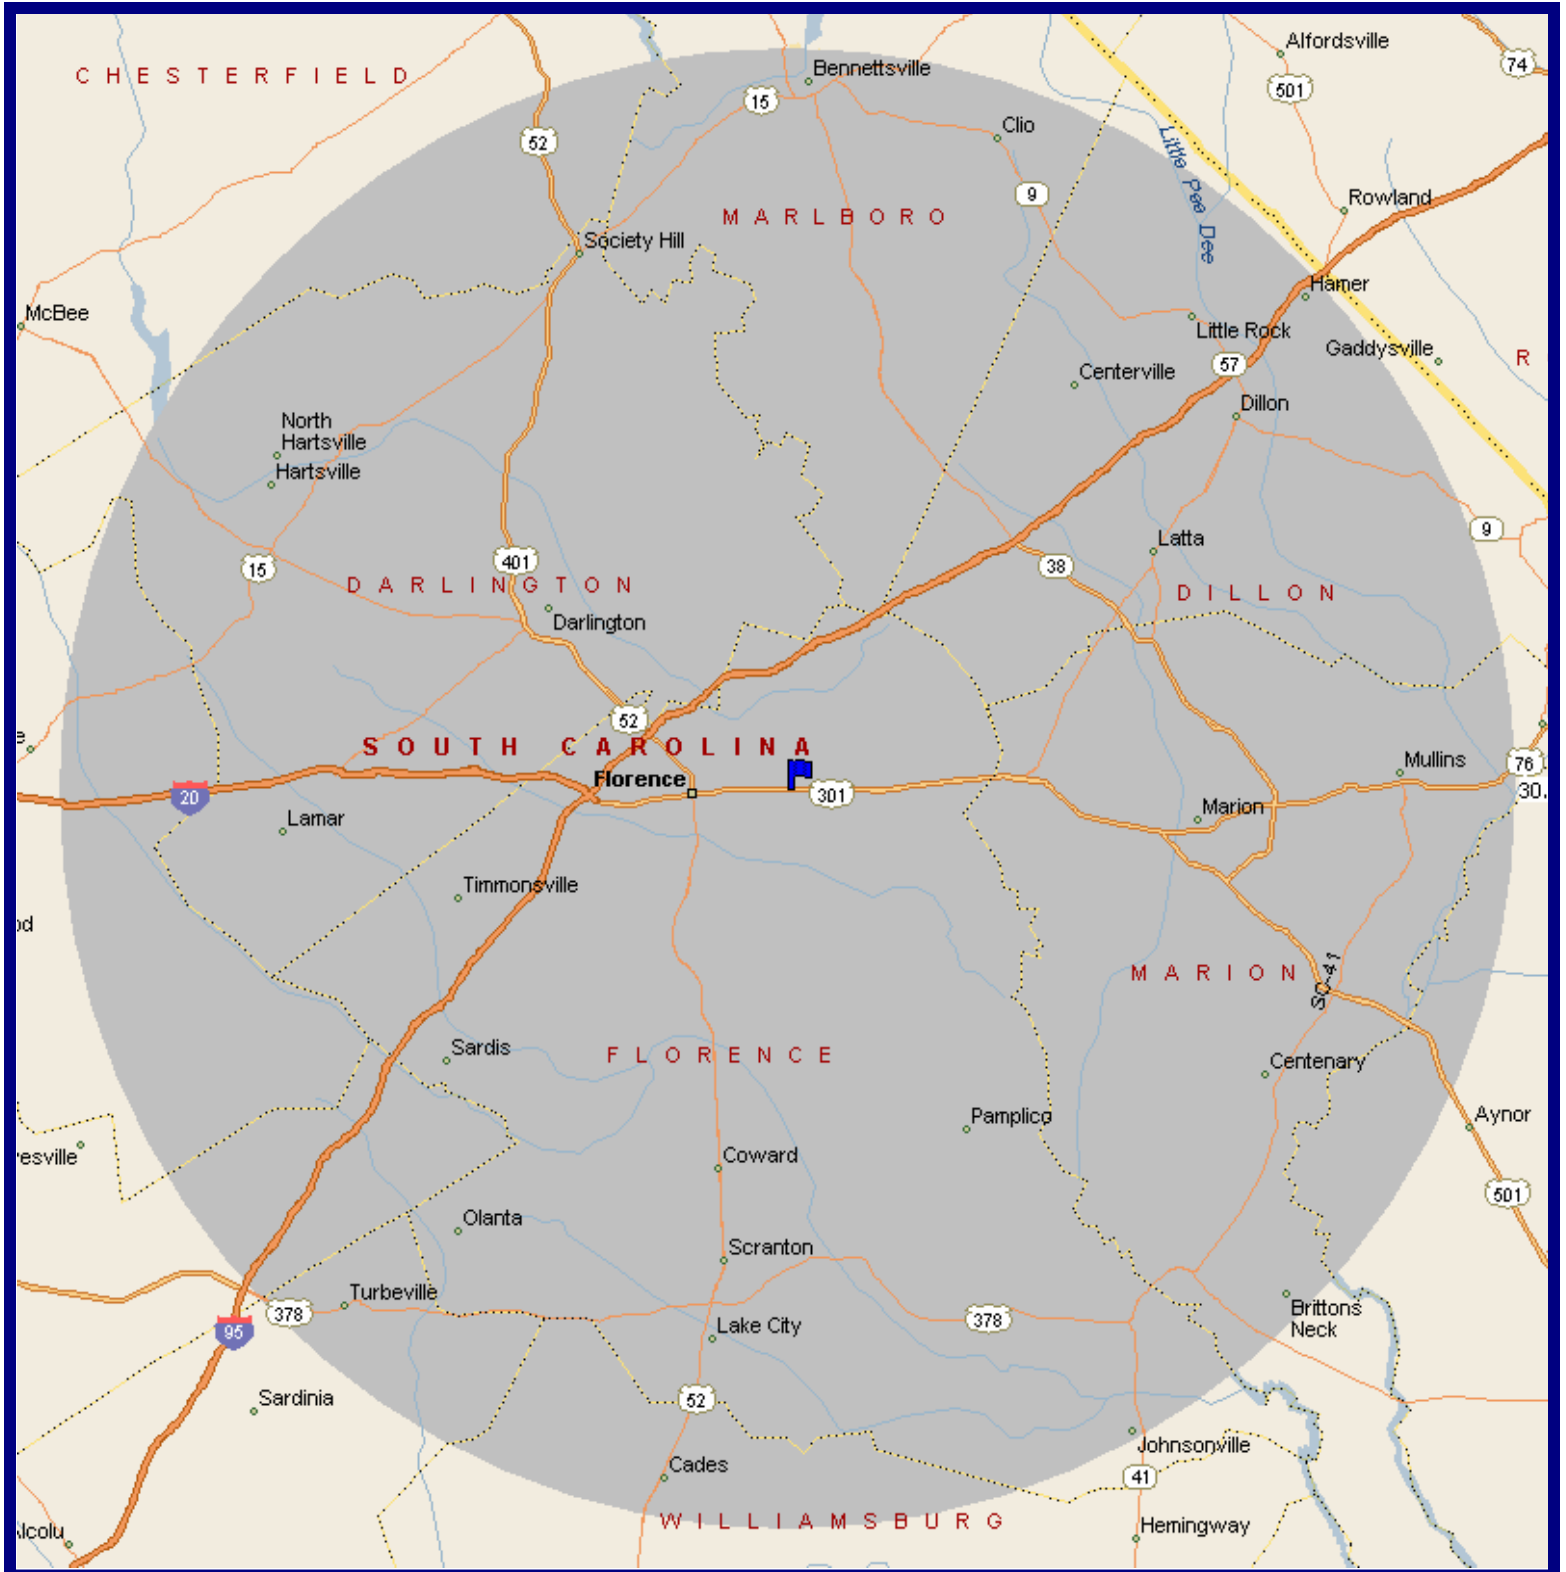 Alfordsville
CHESTERFIELD
74
Bennettsville
501
15
Clio
52
Little Pee Dee
9
Rowland
MARLBORO
Society Hill
Hamer
McBee
Little Rock
Gaddysville
R
57
Centerville
Dillon
North
Hartsville
Hartsville
9
Latta
401
38
15
DARLINGTON
DILLON
Darlington
52
SOUTH CAROLINA
Mullins
76
Florence
30.
20
301
Marion
Lamar
Timmonsville
MARION
SC-41
Sardis
FLORENCE
Centenary
Pamplico
Aynor
esville
Coward
501
Olanta
Scranton
Turbeville
Brittons
Neck
378
378
95
Lake City
Sardinia
52
Johnsonville
Cades
41
WILLIAMSBURG
Hemingway
lcolu